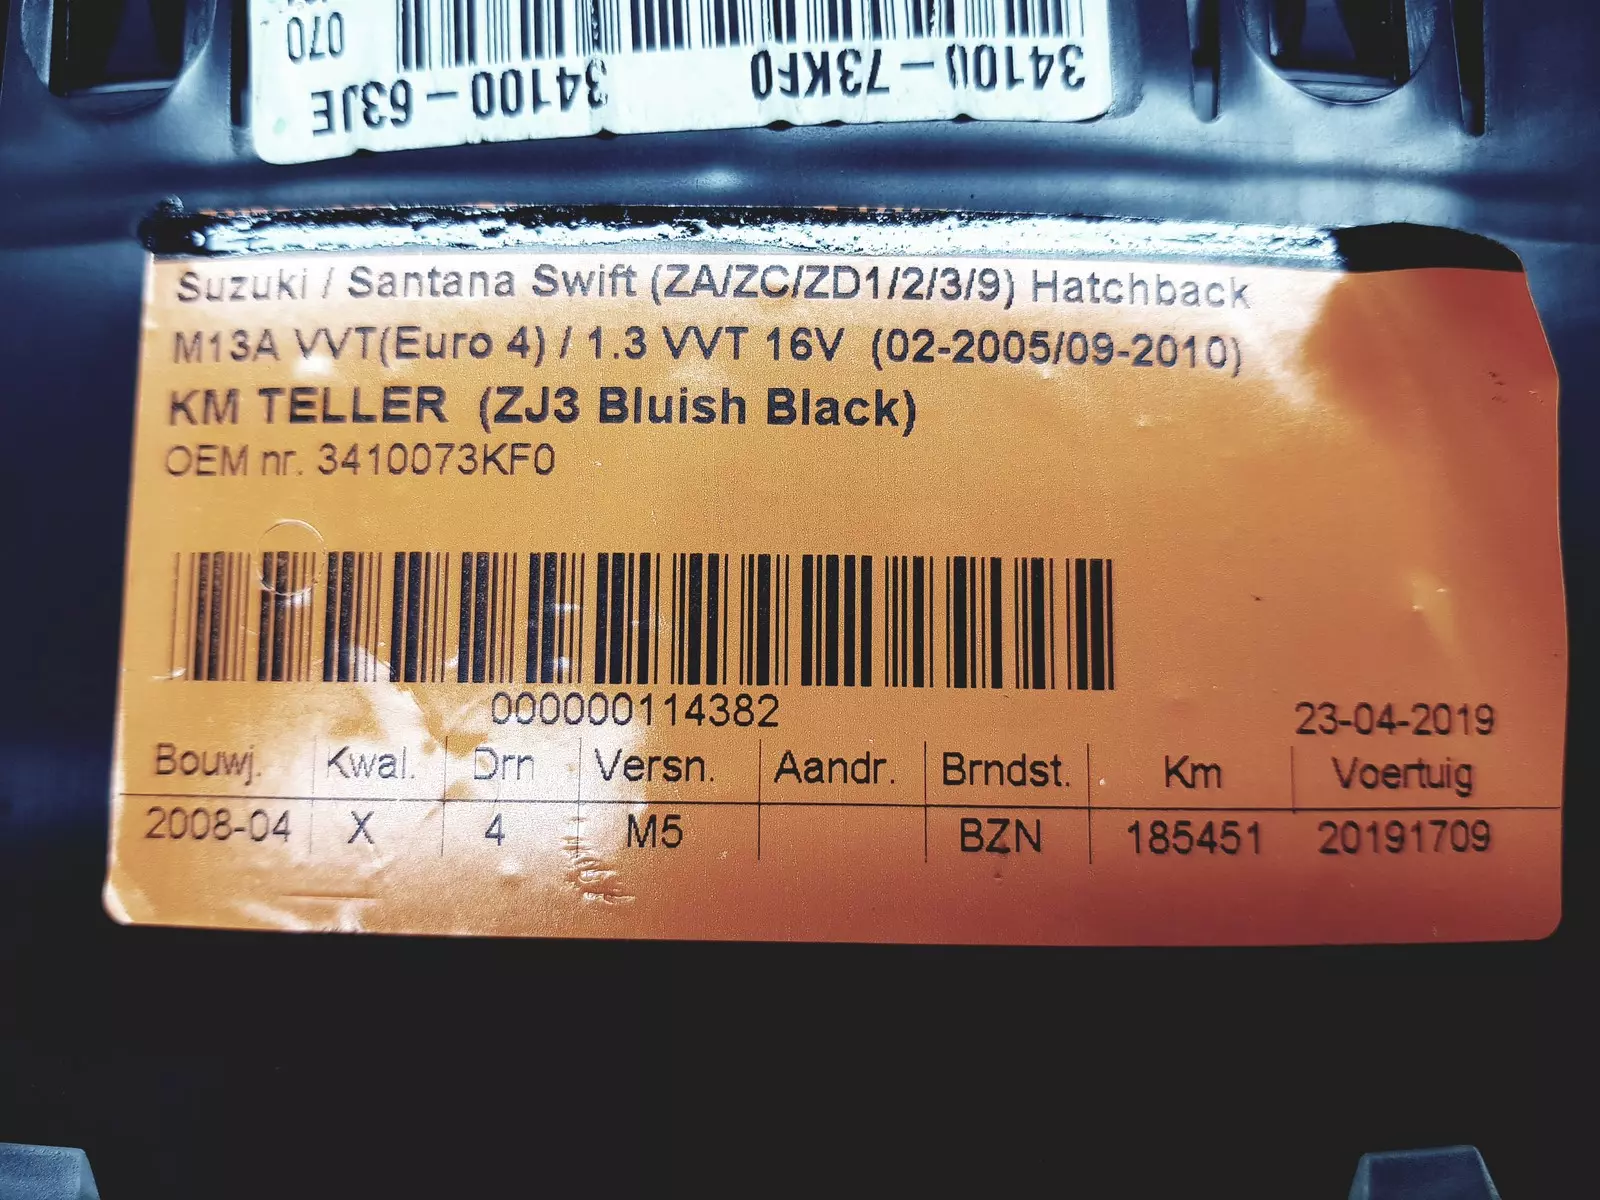 070
34100-63JE 34100-73KF0
Suzuki / Santana Swift (ZA/ZC/ZD1/2/3/9) Hatchback
M13A VVT(Euro 4) / 1.3 VVT 16V (02-2005/09-2010)
KM TELLER (ZJ3 Bluish Black)
OEM nr. 3410073KF0
000000114382
23-04-2019
Bouwj. Kwal. Drn Versn. Aandr. Brndst. Km Voertuig
2008-04 X 4 M5 BZN 185451 20191709